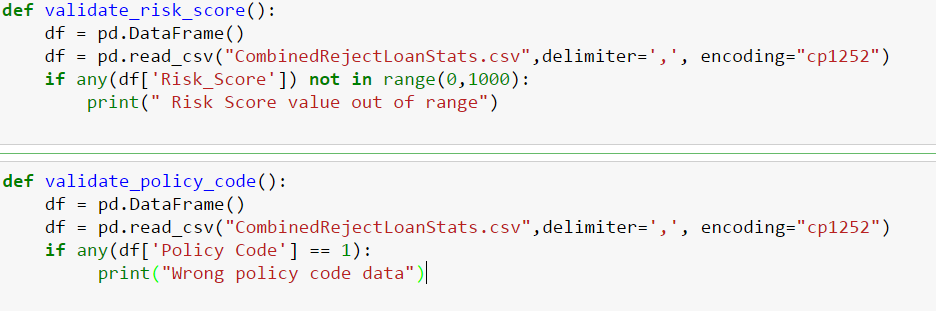 def validate_risk_score():
    df = pd.DataFrame()
    df = pd.read_csv("CombinedRejectLoanStats.csv",delimiter=',', encoding="cp1252")
    if any(df['Risk_Score']) not in range(0,1000):
        print(" Risk Score value out of range")
def validate_policy_code():
    df = pd.DataFrame()
    df = pd.read_csv("CombinedRejectLoanStats.csv",delimiter=',', encoding="cp1252")
    if any(df['Policy Code'] == 1):
         print("Wrong policy code data")